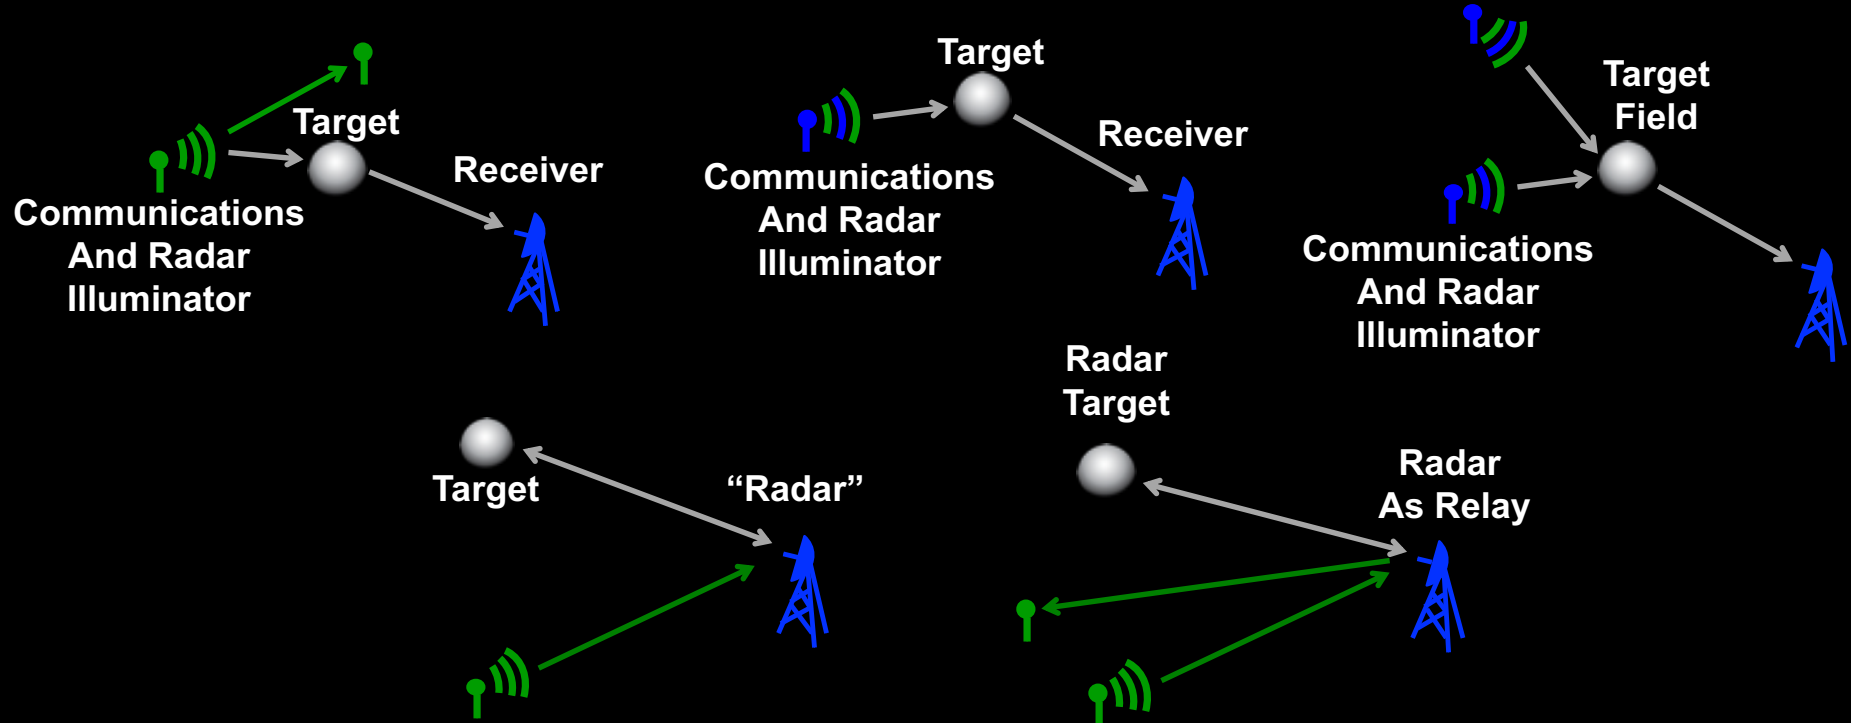 Target
Receiver
Communications
And Radar
Illuminator
Target
Receiver
Communications
And Radar
Illuminator
Target
Field
Communications
And Radar
Illuminator
Target
“Radar”
Radar
Target
Radar
As Relay